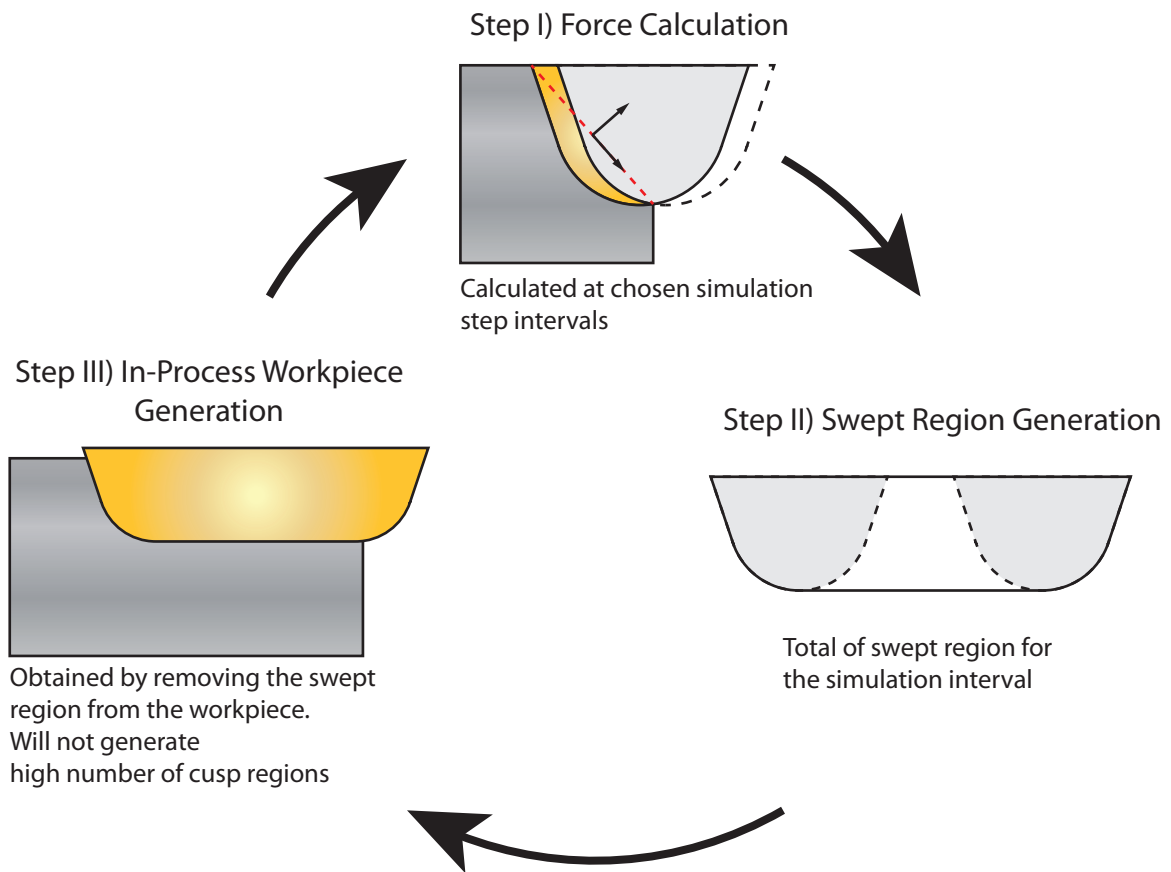 Step I) Force Calculation
Calculated at chosen simulation
step intervals
Step II) Swept Region Generation
Total of swept region for
the simulation interval
Step III) In-Process Workpiece
Generation
Obtained by removing the swept
region from the workpiece.
Will not generate
high number of cusp regions